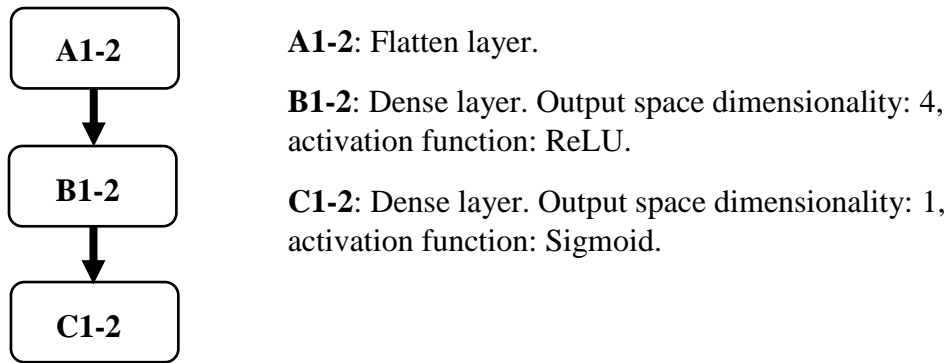 A1-2
A1-2: Flatten layer.
B1-2: Dense layer. Output space dimensionality: 4,
activation function: ReLU.
B1-2
C1-2: Dense layer. Output space dimensionality: 1,
activation function: Sigmoid.
C1-2